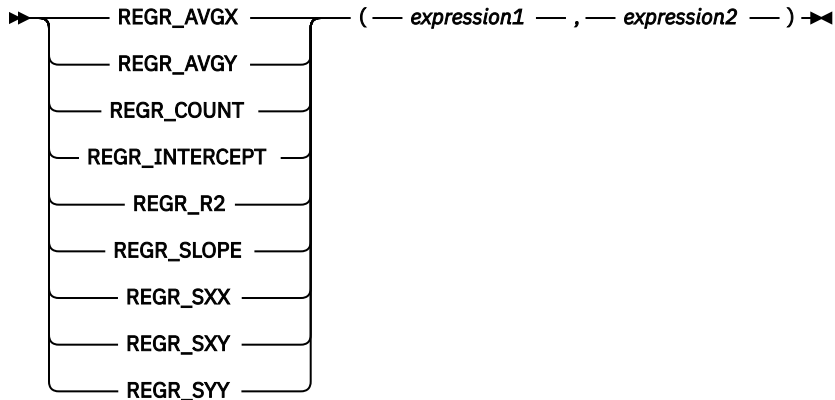 REGR_AVGX ( expression1 , expression2 )
REGR_AVGY
REGR_COUNT
REGR_INTERCEPT
REGR_R2
REGR_SLOPE
REGR_SXX
REGR_SXY
REGR_SYY